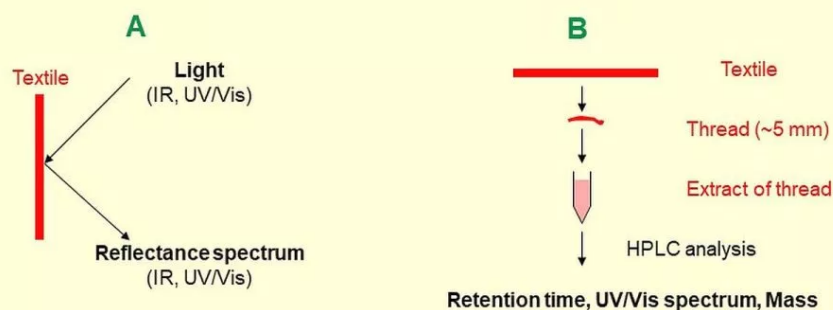 A
Textile
Light
(IR, UV/Vis)
Reflectance spectrum
(IR, UV/Vis)
B
Textile
Thread (~5 mm)
Extract of thread
HPLC analysis
Retention time, UV/Vis spectrum, Mass